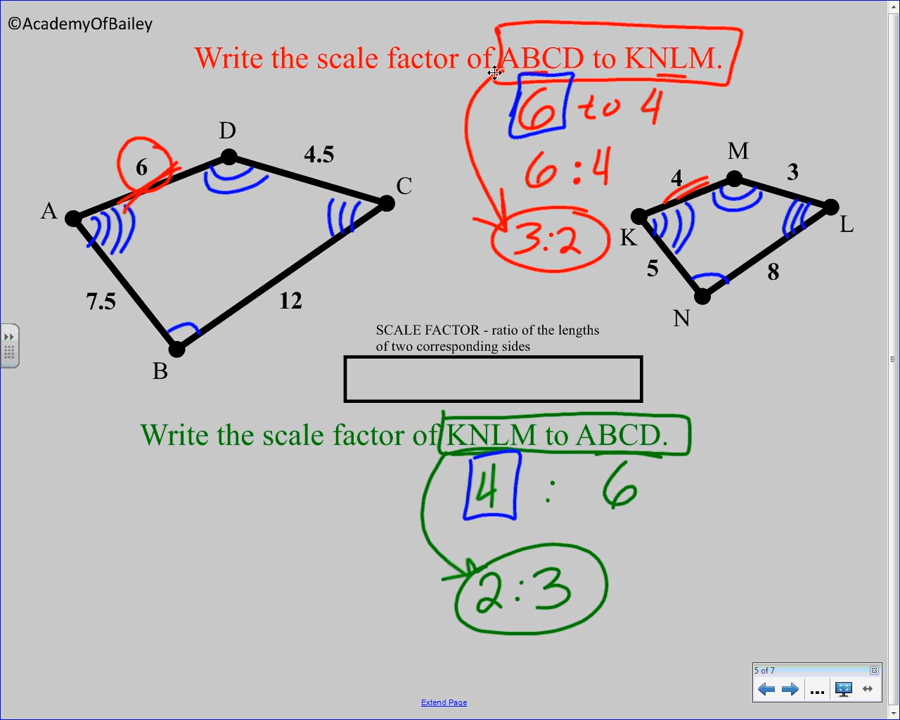 ©AcademyOfBailey
Write the scale factor of ABCD to KNLM.
6 to 4
6:4
3:2
D
6
4.5
A
C
7.5
12
B
M
4
3
K
L
5
8
N
SCALE FACTOR - ratio of the lengths
of two corresponding sides
Write the scale factor of KNLM to ABCD.
4 : 6
2:3
5 of 7
...
Extend Page